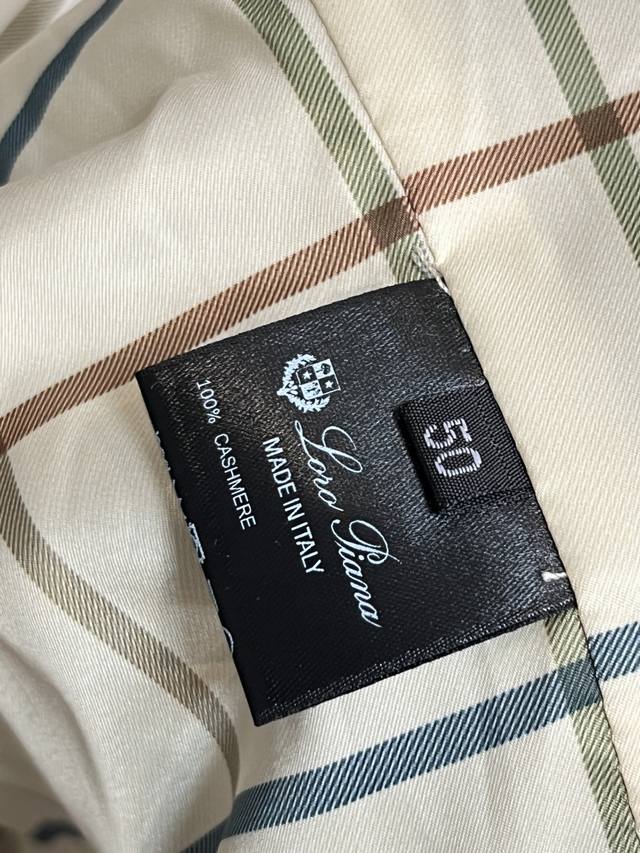 50
Loro Piana
MADE IN ITALY
100% CASHMERE